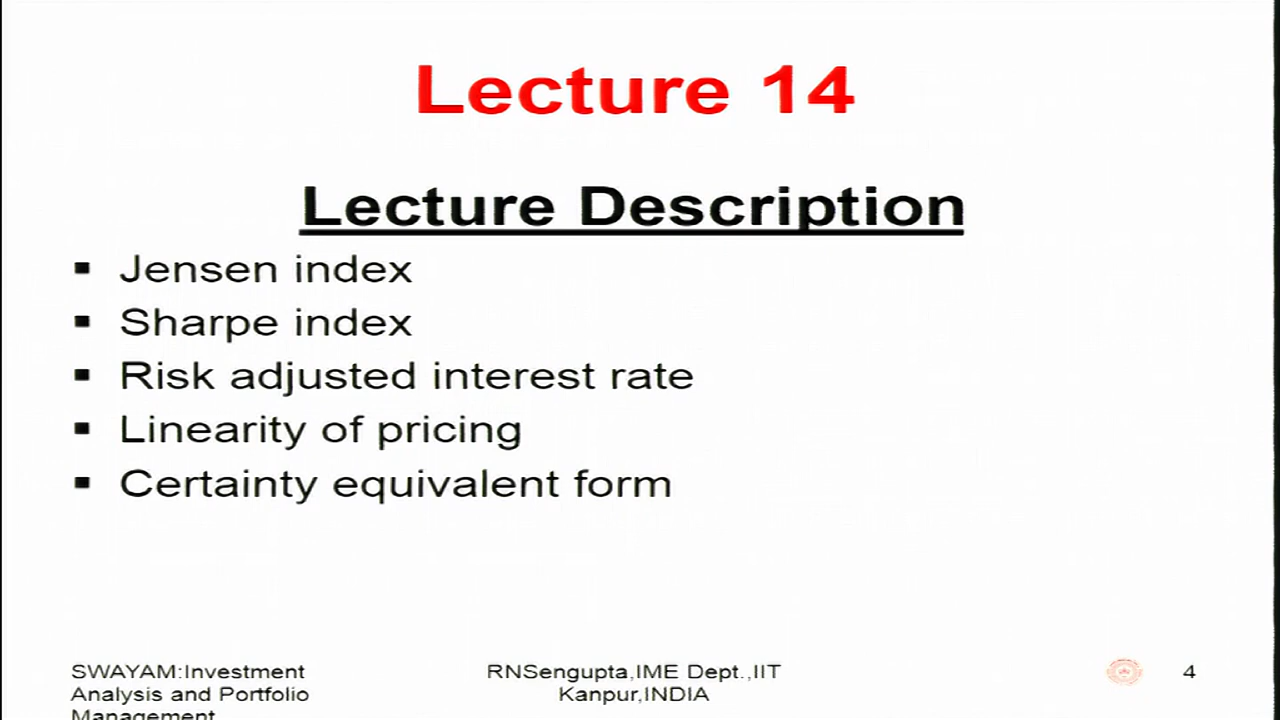 Lecture 14
Lecture Description
▪ Jensen index
▪ Sharpe index
▪ Risk adjusted interest rate
▪ Linearity of pricing
▪ Certainty equivalent form
SWAYAM:Investment
Analysis and Portfolio
Management
RNSengupta,IME Dept.,IIT
Kanpur,INDIA
4